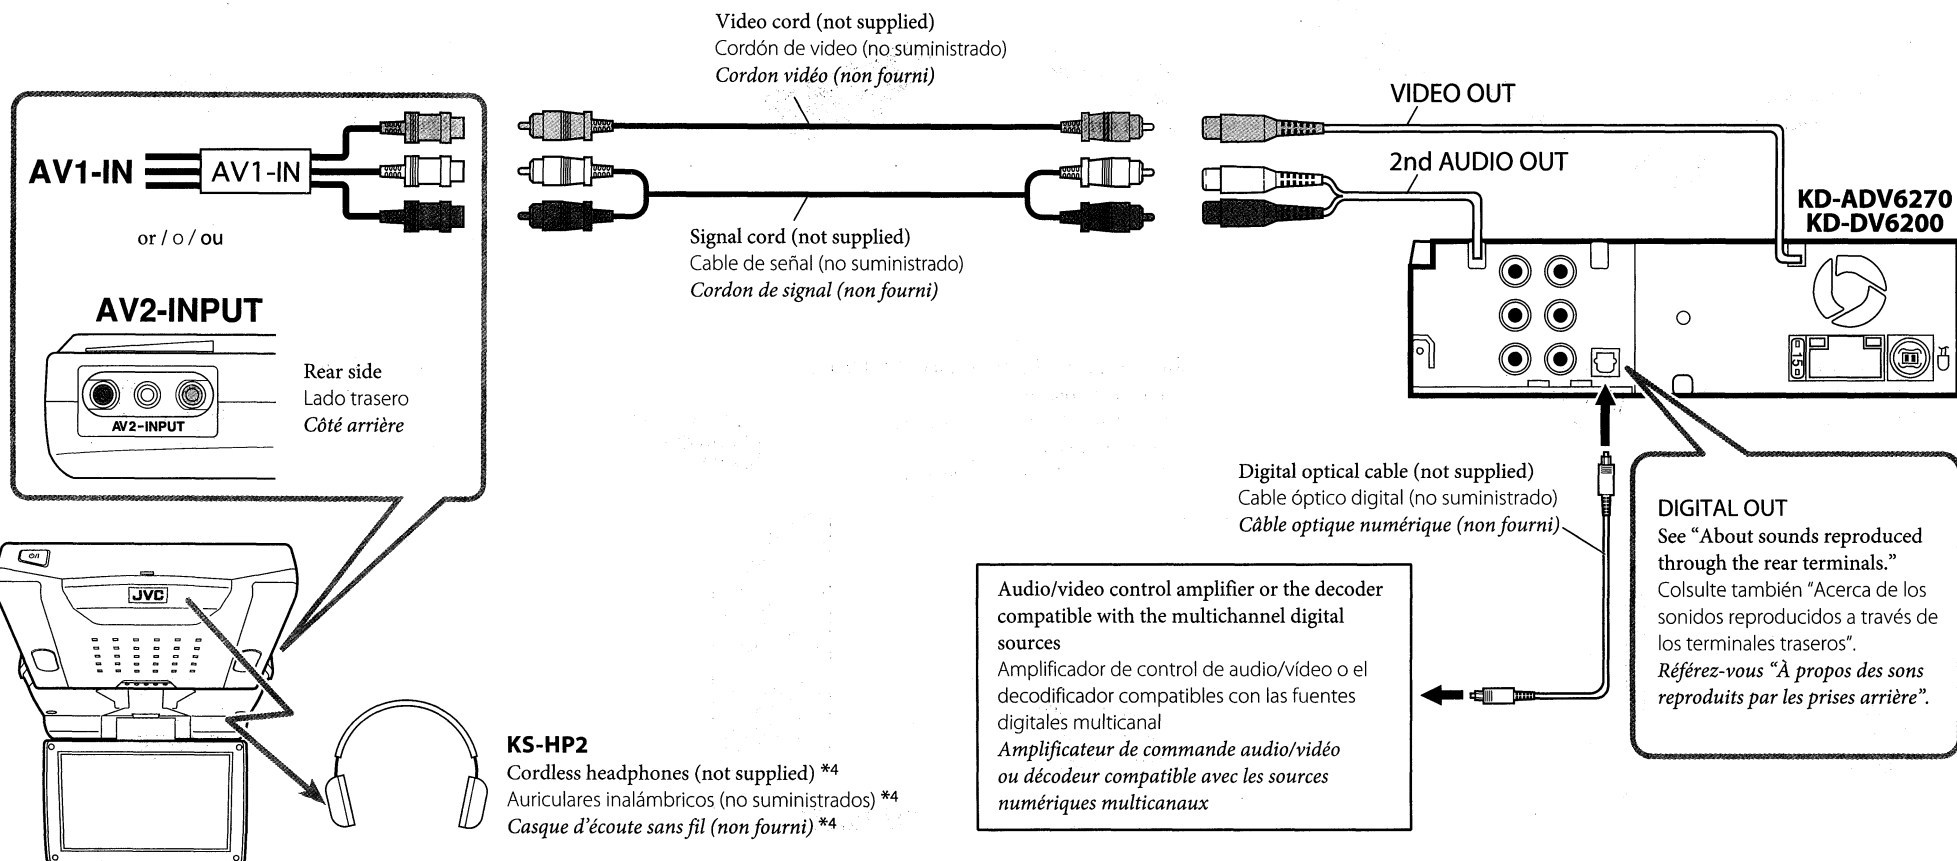 Video cord (not supplied)
Cordón de video (no suministrado)
Cordon vidéo (non fourni)
VIDEO OUT
AV1-IN
AV1-IN
2nd AUDIO OUT
KD-ADV6270
KD-DV6200
or / o / ou
Signal cord (not supplied)
Cable de señal (no suministrado)
Cordon de signal (non fourni)
AV2-INPUT
Rear side
Lado trasero
Côté arrière
AV2-INPUT
15
Digital optical cable (not supplied)
Cable óptico digital (no suministrado)
Câble optique numérique (non fourni)
DIGITAL OUT
See “About sounds reproduced
through the rear terminals.”
Colsulte también “Acerca de los
sonidos reproducidos a través de
los terminales traseros”.
Référez-vous “À propos des sons
reproduits par les prises arrière”.
Audio/video control amplifier or the decoder
compatible with the multichannel digital
sources
Amplificador de control de audio/vídeo o el
decodificador compatibles con las fuentes
digitales multicanal
Amplificateur de commande audio/vidéo
ou décodeur compatible avec les sources
numériques multicanaux
JVC
KS-HP2
Cordless headphones (not supplied) *4
Auriculares inalámbricos (no suministrados) *4
Casque d’écoute sans fil (non fourni) *4